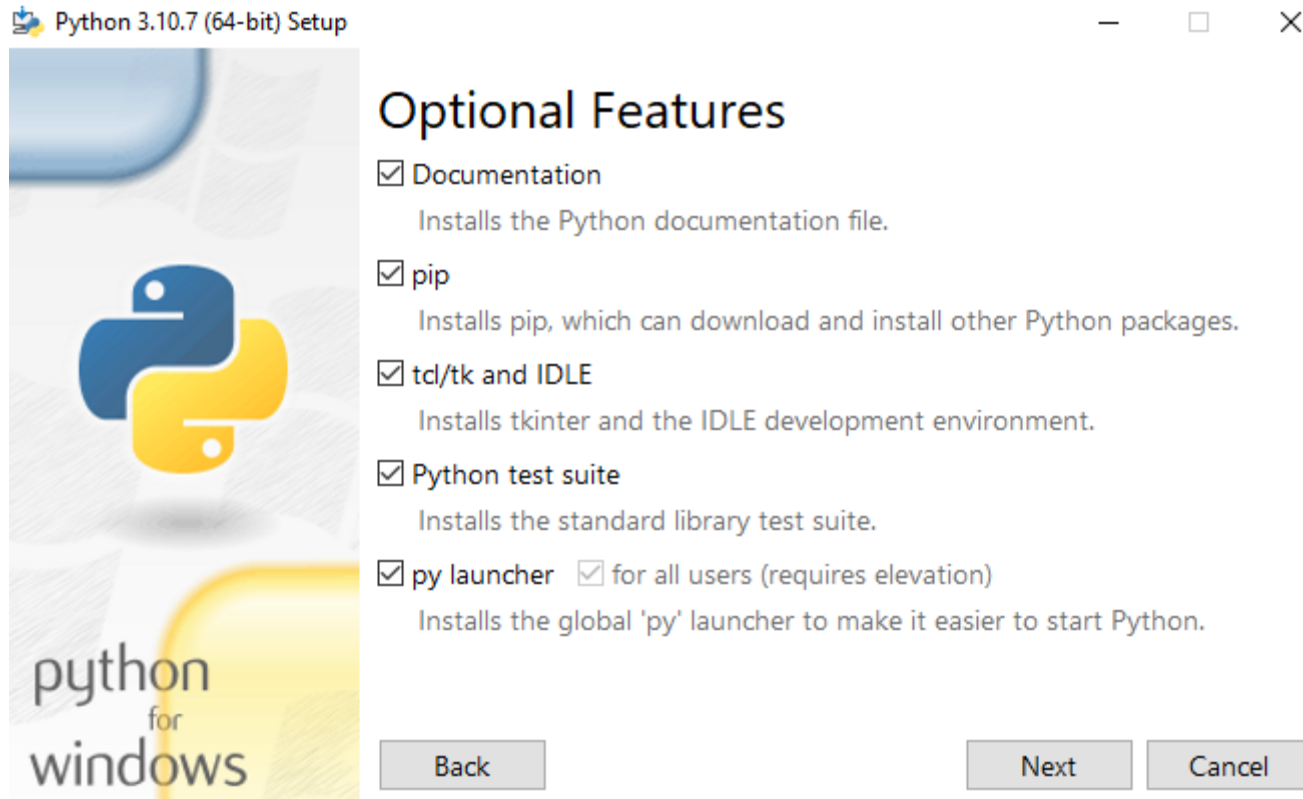 Python 3.10.7 (64-bit) Setup
Optional Features
Documentation
Installs the Python documentation file.
pip
Installs pip, which can download and install other Python packages.
tcl/tk and IDLE
Installs tkinter and the IDLE development environment.
Python test suite
Installs the standard library test suite.
py launcher for all users (requires elevation)
Installs the global 'py' launcher to make it easier to start Python.
python
for
windows
Back Next Cancel